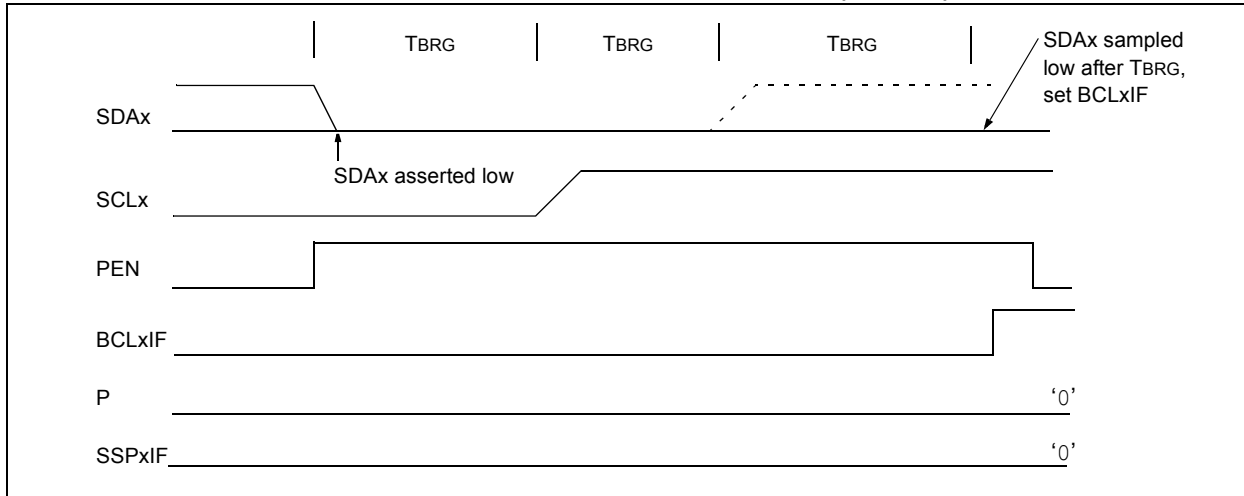 TBRG TBRG TBRG
SDAx sampled
low after TBRG,
set BCLxIF
SDAx
SDAx asserted low
SCLx
PEN
BCLxIF
P '0'
SSPxIF '0'